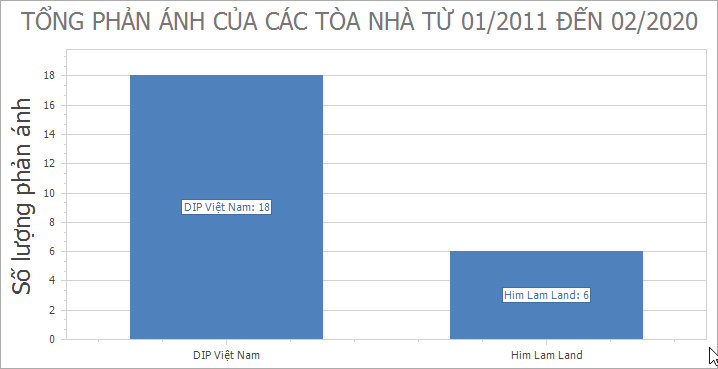 TỔNG PHẢN ÁNH CỦA CÁC TÒA NHÀ TỪ 01/2011 ĐẾN 02/2020
Số lượng phản ánh
18
16
14
12
10
8
6
4
2
0
DIP Việt Nam: 18
Him Lam Land: 6
DIP Việt Nam
Him Lam Land